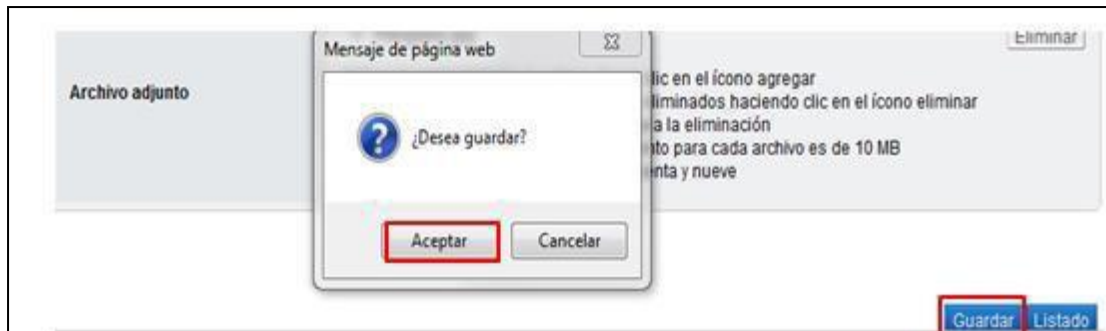 Eliminar
Mensaje de página web
Archivo adjunto
lic en el ícono agregar
liminados haciendo clic en el ícono eliminar
a la eliminación
¿Desea guardar?
to para cada archivo es de 10 MB
enta y nueve
Aceptar Cancelar
Guardar Listado